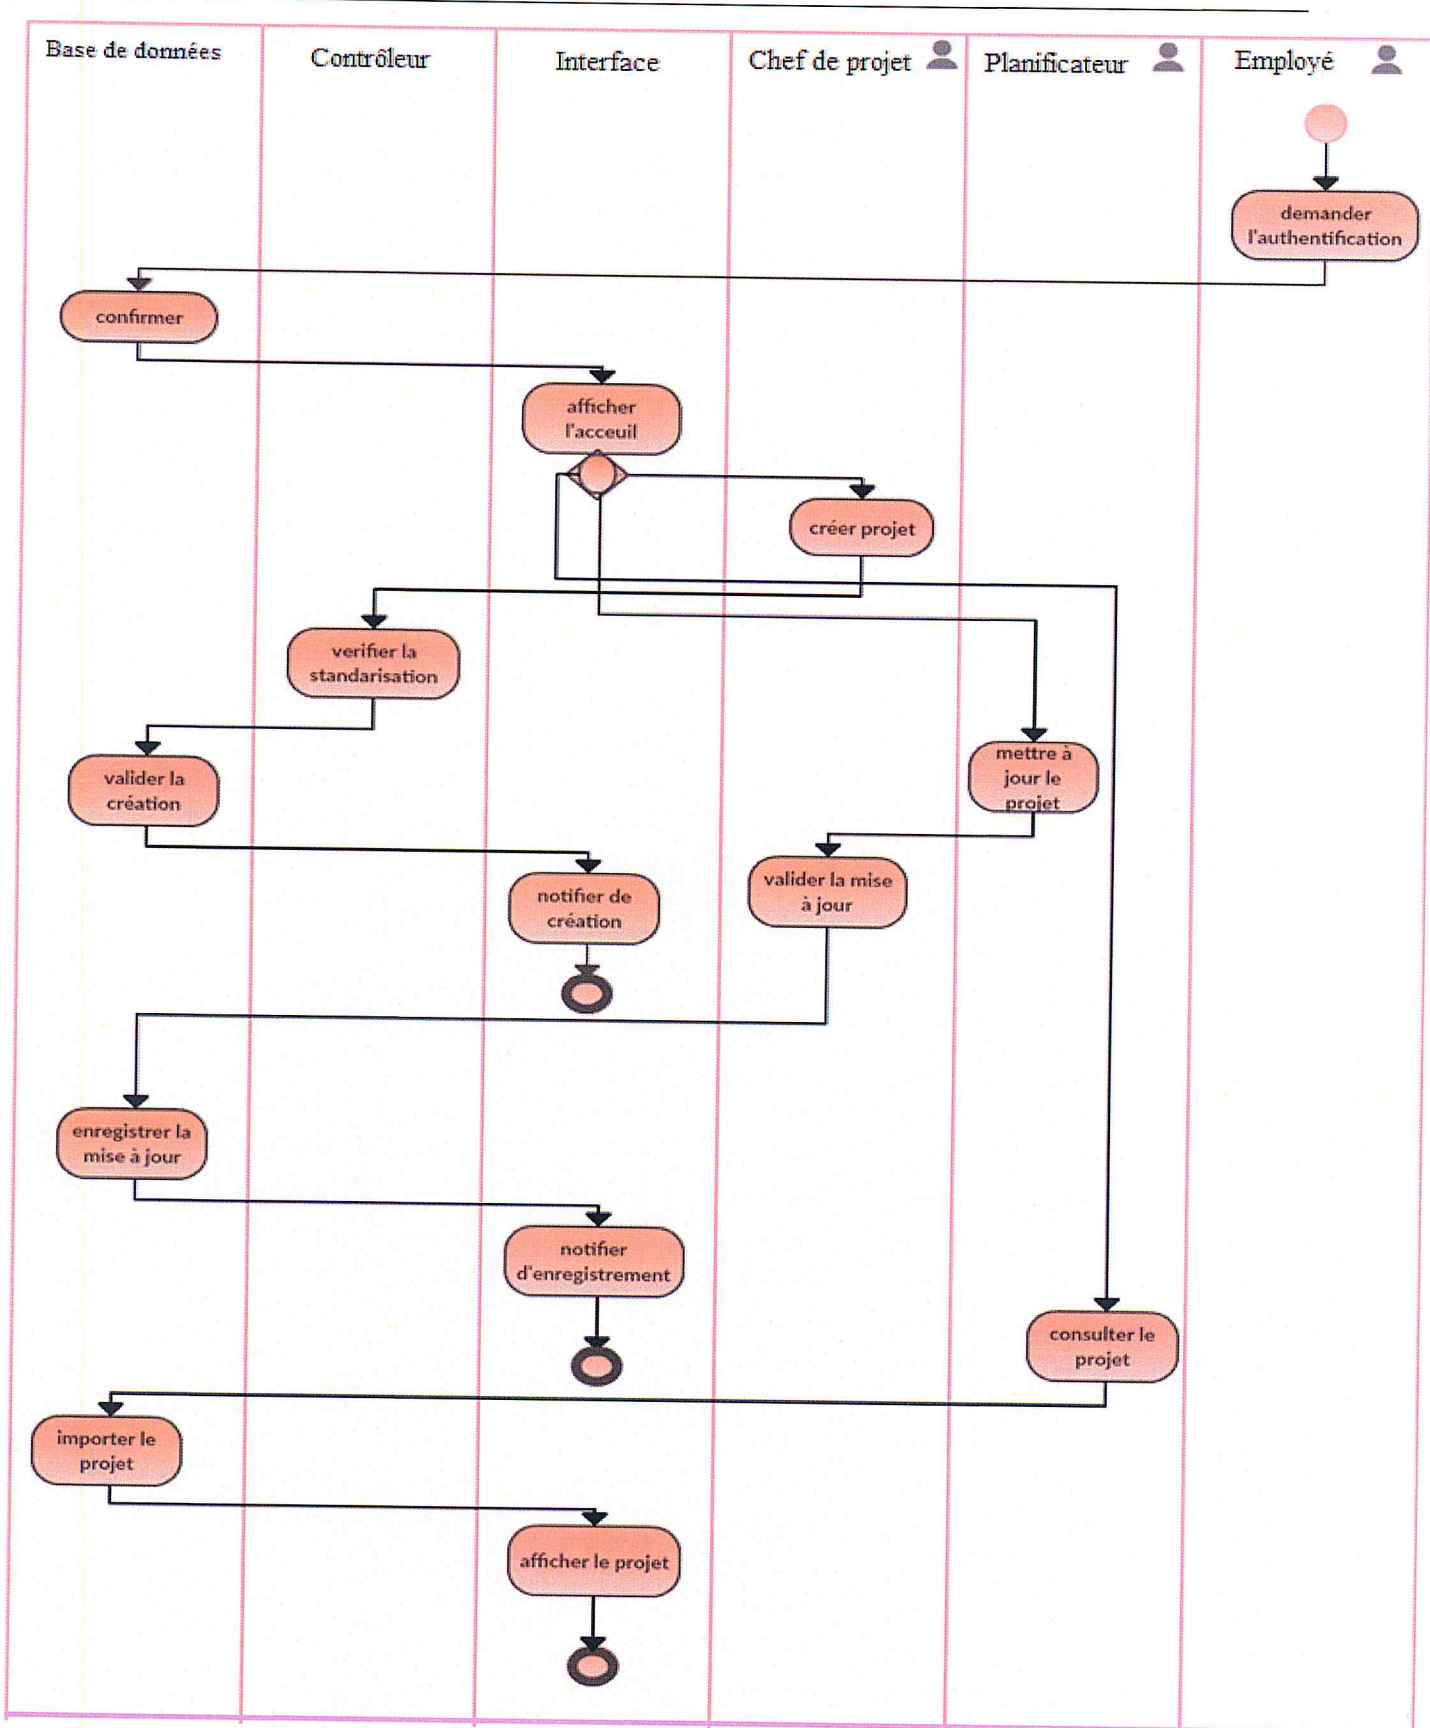 Base de données
Contrôleur
Interface
Chef de projet
Planificateur
Employé
demander
l'authentification
confirmer
afficher
l'acceuil
créer projet
verifier la
standarisation
mettre à
jour le
projet
valider la
création
valider la mise
à jour
notifier de
création
enregistrer la
mise à jour
notifier
d'enregistrement
consulter le
projet
importer le
projet
afficher le projet